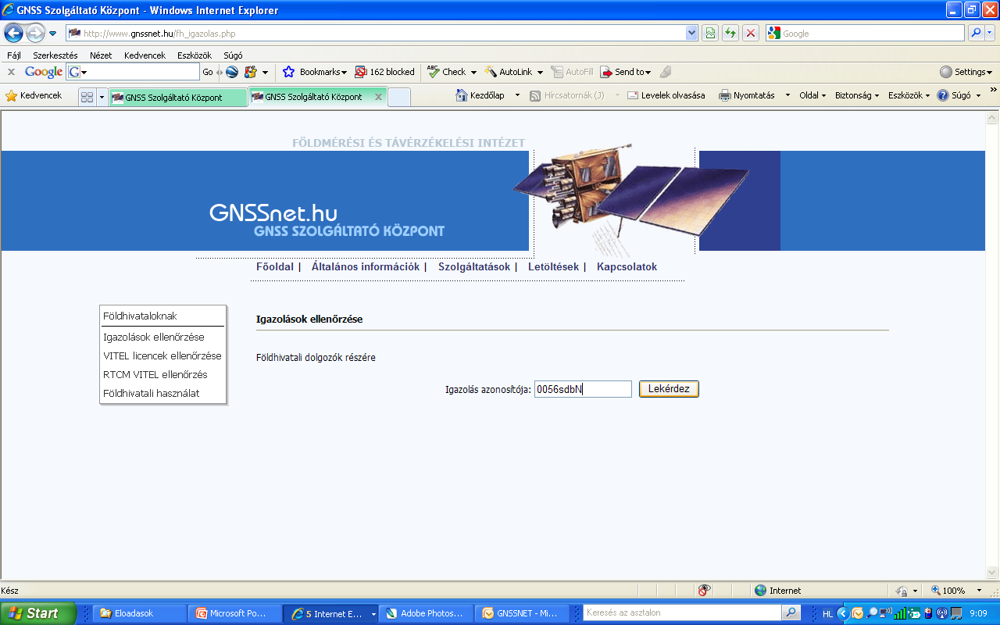 GNSS Szolgáltató Központ - Windows Internet Explorer
http://www.gnssnet.hu/fh_igazolas.php
Google
Fájl Szerkesztés Nézet Kedvencek Eszközök Súgó
x Google G Go Bookmarks 162 blocked ABC Check AutoLink AutoFill Send to Settings
Kedvencek GNSS Szolgáltató Központ GNSS Szolgáltató Központ Kezdőlap Hírcsatornák (J) Levelek olvasása Nyomtatás Oldal Biztonság Eszközök Súgó »
FÖLDMÉRÉSI ÉS TÁVÉRZÉKELÉSI INTÉZET
GNSSnet.hu
GNSS SZOLGÁLTATÓ KÖZPONT
Főoldal | Általános információk | Szolgáltatások | Letöltések | Kapcsolatok
Földhivataloknak
Igazolások ellenőrzése
VITEL licencek ellenőrzése
RTCM VITEL ellenőrzés
Földhivatali használat
Igazolások ellenőrzése
Földhivatali dolgozók részére
Igazolás azonosítója: 0056sdbN Lekérdez
Kész Internet 100%
Start Eloadasok Microsoft Po... 5 Internet E... Adobe Photos... GNSSNET - Mi... Keresés az asztalon HU 9:09